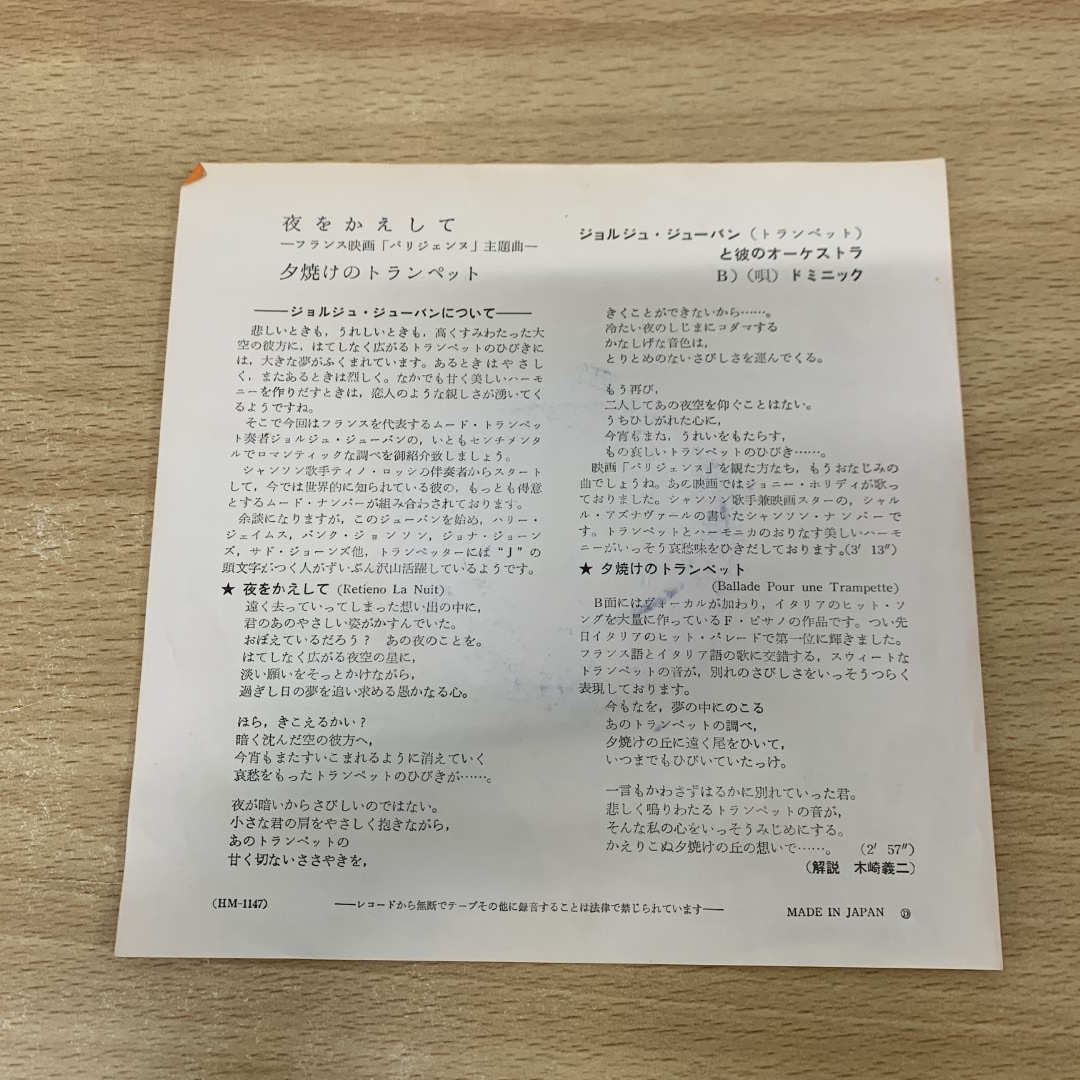 夜をかえして
―フランス映画「パリジェンヌ」主題曲―
夕焼けのトランペット
ジョルジュ・ジューバン(トランペット)
と彼のオーケストラ
B)(唄)ドミニック
――ジョルジュ・ジューバンについて――
悲しいときも，うれしいときも，高くすみわたった大
空の彼方に，はてしなく広がるトランペットのひびきに
は，大きな夢がふくまれています。あるときはやさし
く，またあるときは烈しく。なかでも甘く美しいハーモ
ニーを作りだすときは，恋人のような親しさが湧いてく
るようですね。
そこで今回はフランスを代表するムード・トランペッ
ト奏者ジョルジュ・ジューバンの，いともセンチメンタ
ルでロマンティックな調べを御紹介致しましょう。
シャンソン歌手ティノ・ロッシの伴奏者からスタート
して，今では世界的に知られている彼の，もっとも得意
とするムード・ナンバーが組み合わされております。
余談になりますが，このジューバンを始め，ハリー・
ジェイムス，バンク・ジョンソン，ジョナ・ジョーン
ズ，サド・ジョーンズ他，トランペッターには“J”の
頭文字がつく人がずいぶん沢山活躍しているようです。
★ 夜をかえして (Retieno La Nuit)
遠く去っていってしまった想い出の中に，
君のあのやさしい姿がかすんでいた。
おぼえているだろう？ あの夜のことを。
はてしなく広がる夜空の星に，
淡い願いをそっとかけながら，
過ぎし日の夢を追い求める愚かなる心。
ほら，きこえるかい？
暗く沈んだ空の彼方へ，
今宵もまたすいこまれるように消えていく
哀愁をもったトランペットのひびきが……。
夜が暗いからさびしいのではない。
小さな君の肩をやさしく抱きながら，
あのトランペットの
甘く切ないささやきを，
きくことができないから……。
冷たい夜のしじまにコダマする
かなしげな音色は，
とりとめのないさびしさを運んでくる。
もう再び，
二人してあの夜空を仰ぐことはない。
うちひしがれた心に，
今宵もまた，うれいをもたらす，
もの哀しいトランペットのひびき……。
映画「パリジェンヌ」を観た方なら，もうおなじみの
曲でしょうね。あの映画ではジョニー・ホリディが歌っ
ておりました。シャンソン歌手兼映画スターの，シャル
ル・アズナヴァールの書いたシャンソン・ナンバーで
す。トランペットとハーモニカのおりなす美しいハーモ
ニーがいっそう哀愁味をひきだしております。(3′ 13″)
★ 夕焼けのトランペット
(Ballade Pour une Trampette)
B面にはヴォーカルが加わり，イタリアのヒット・ソ
ングを大量に作っているF・ピサノの作品です。つい先
日イタリアのヒット・パレードで第一位に輝きました。
フランス語とイタリア語の歌に交錯する，スウィートな
トランペットの音が，別れのさびしさをいっそうつらく
表現しております。
今もなを，夢の中にのこる
あのトランペットの調べ，
夕焼けの丘に遠く尾をひいて，
いつまでもひびいていたっけ。
一言もかわさずはるかに別れていった君。
悲しく鳴りわたるトランペットの音が，
そんな私の心をいっそうみじめにする。
かえりこぬ夕焼けの丘の想いで……。 (2′ 57″)
(解説 木崎義二)
(HM-1147)
――レコードから無断でテープその他に録音することは法律で禁じられています――
MADE IN JAPAN Ⓓ